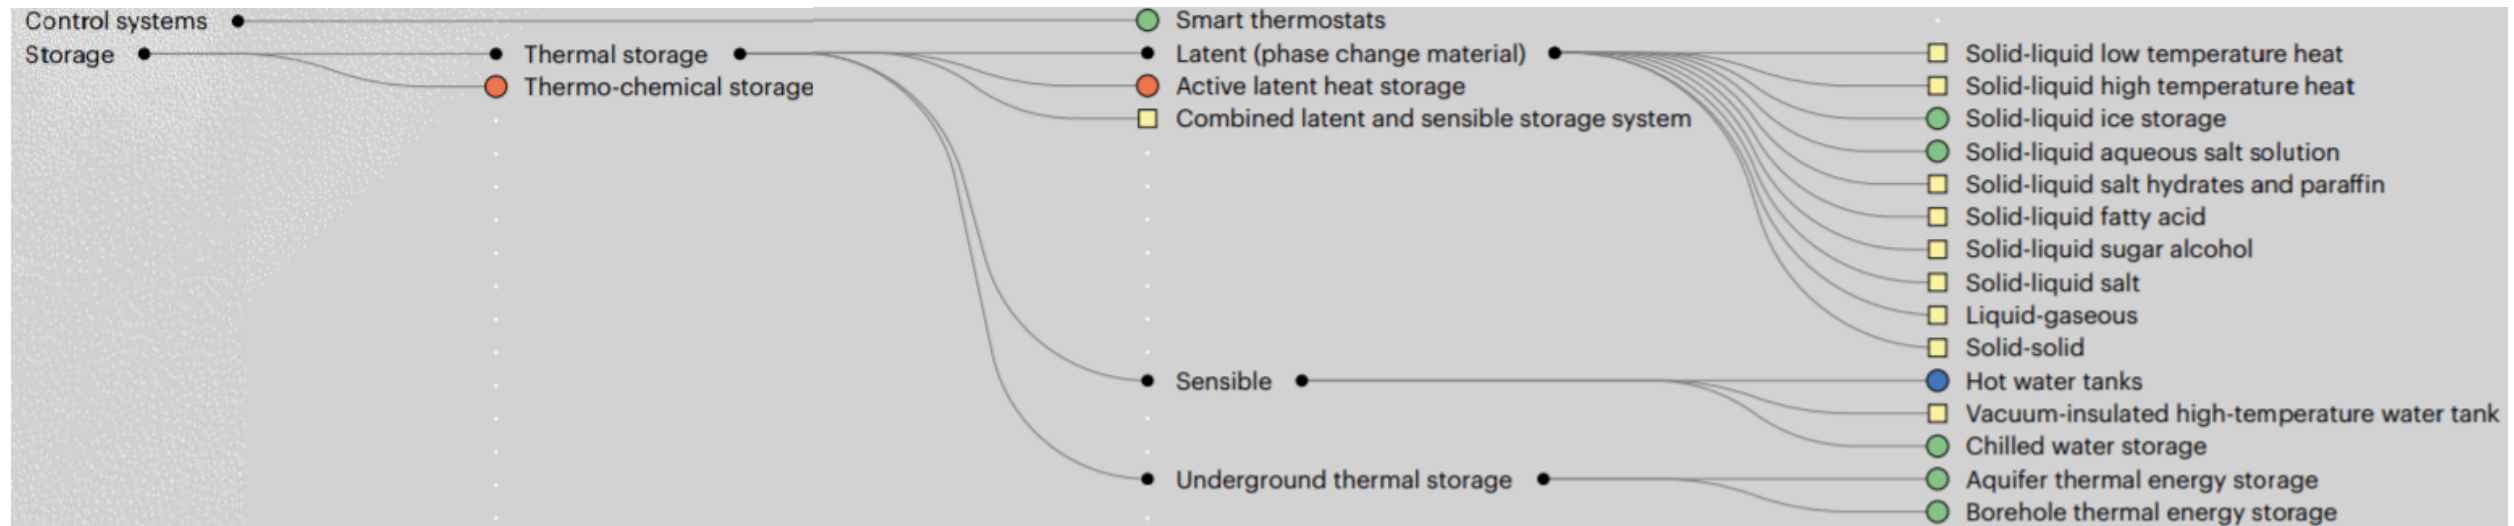 Control systems
Smart thermostats
Storage
Thermal storage
Latent (phase change material)
Solid-liquid low temperature heat
Thermo-chemical storage
Active latent heat storage
Solid-liquid high temperature heat
Combined latent and sensible storage system
Solid-liquid ice storage
Solid-liquid aqueous salt solution
Solid-liquid salt hydrates and paraffin
Solid-liquid fatty acid
Solid-liquid sugar alcohol
Solid-liquid salt
Liquid-gaseous
Solid-solid
Sensible
Hot water tanks
Vacuum-insulated high-temperature water tank
Chilled water storage
Underground thermal storage
Aquifer thermal energy storage
Borehole thermal energy storage